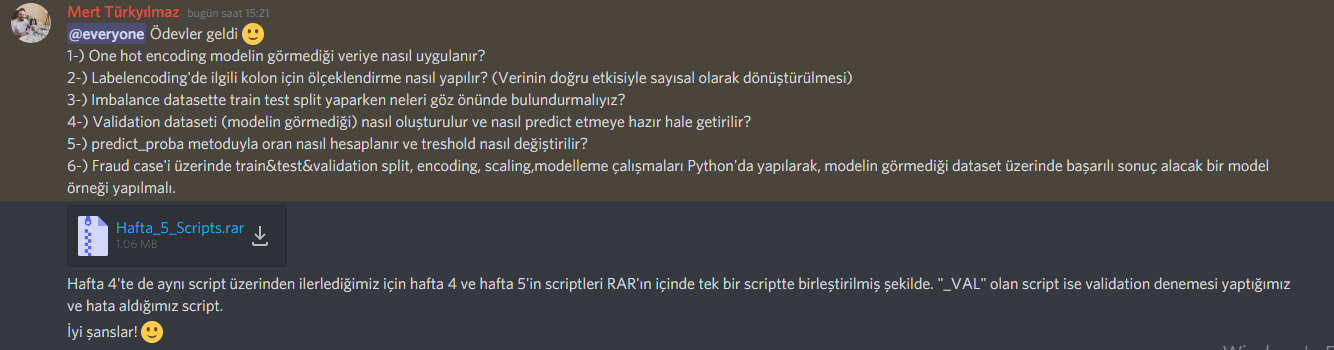 Mert Türkyılmaz bugün saat 15:21
@everyone Ödevler geldi
1-) One hot encoding modelin görmediği veriye nasıl uygulanır?
2-) Labelencoding'de ilgili kolon için ölçeklendirme nasıl yapılır? (Verinin doğru etkisiyle sayısal olarak dönüştürülmesi)
3-) Imbalance datasette train test split yaparken neleri göz önünde bulundurmalıyız?
4-) Validation dataseti (modelin görmediği) nasıl oluşturulur ve nasıl predict etmeye hazır hale getirilir?
5-) predict_proba metoduyla oran nasıl hesaplanır ve treshold nasıl değiştirilir?
6-) Fraud case'i üzerinde train&test&validation split, encoding, scaling,modelleme çalışmaları Python'da yapılarak, modelin görmediği dataset üzerinde başarılı sonuç alacak bir model
örneği yapılmalı.
Hafta_5_Scripts.rar
1.06 MB
Hafta 4'te de aynı script üzerinden ilerlediğimiz için hafta 4 ve hafta 5'in scriptleri RAR'ın içinde tek bir scriptte birleştirilmiş şekilde. "_VAL" olan script ise validation denemesi yaptığımız
ve hata aldığımız script.
İyi şanslar!